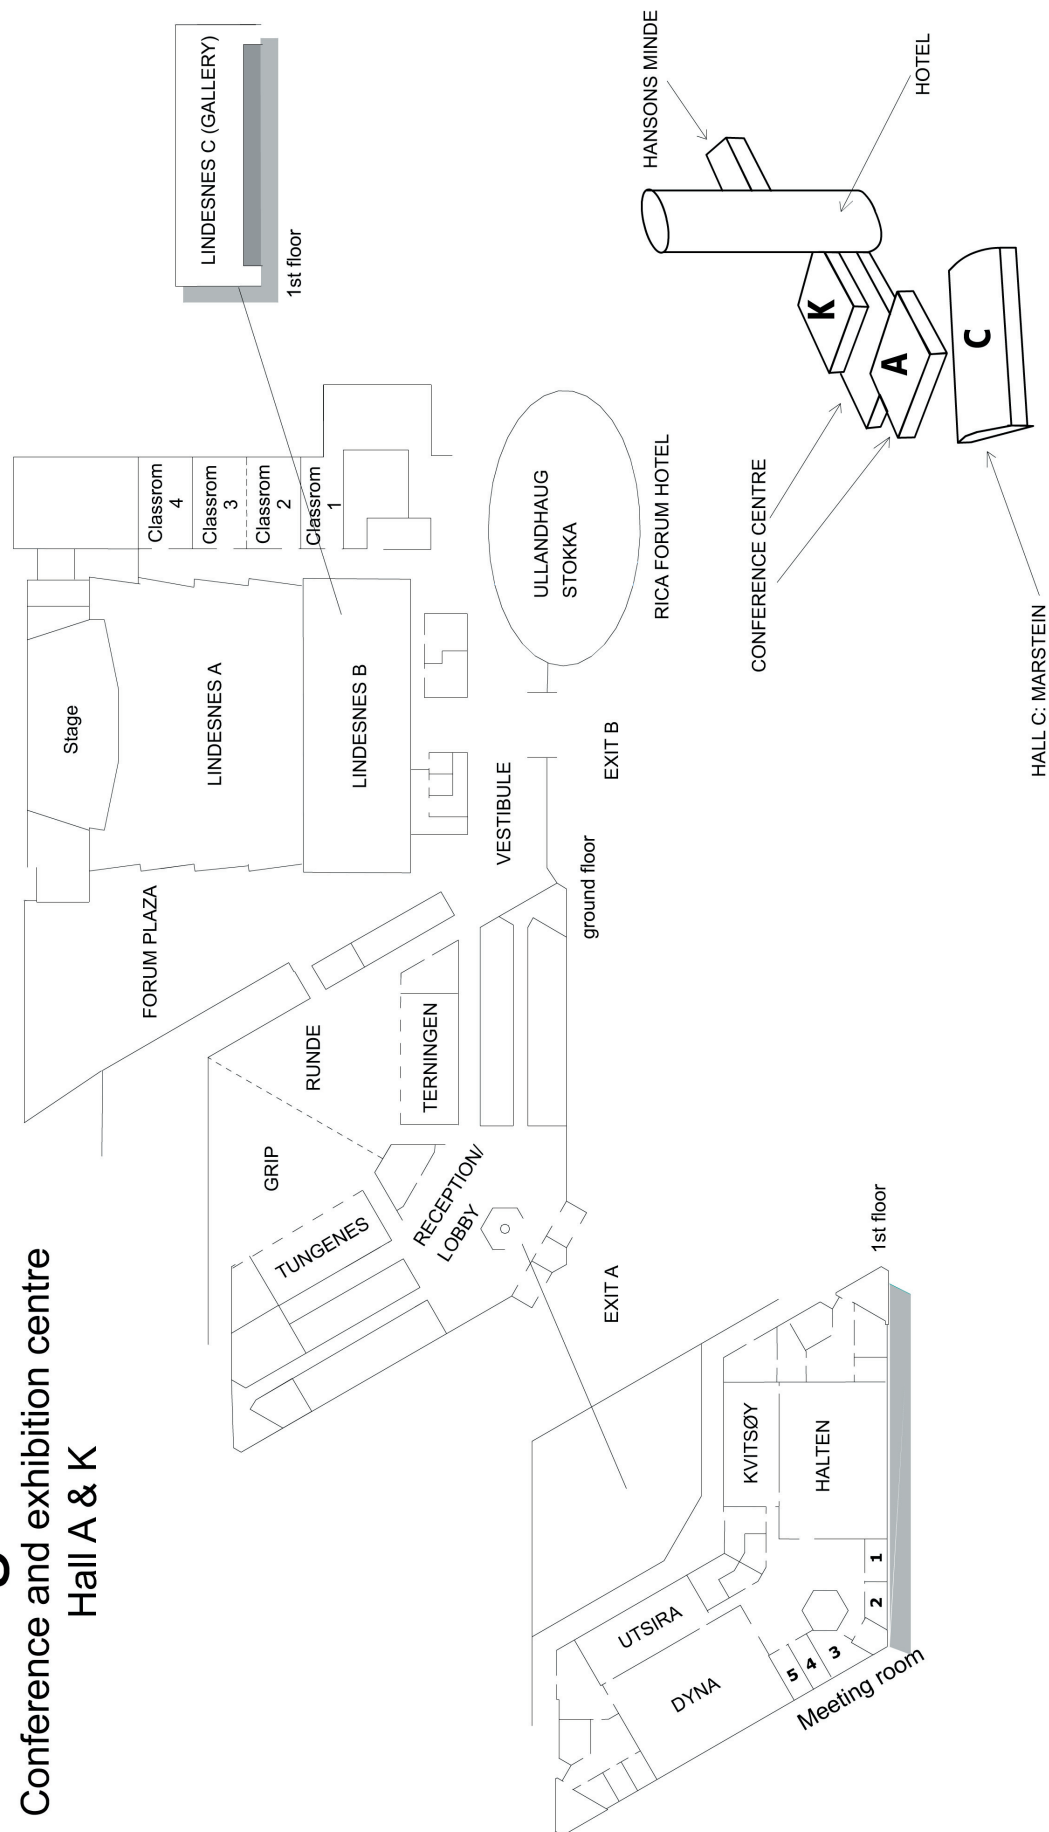 Conference and exhibition centre
Hall A & K
LINDESNES C (GALLERY)
1st floor
Stage
LINDESNES A
LINDESNES B
Classrom
4
Classrom
3
Classrom
2
Classrom
1
FORUM PLAZA
VESTIBULE
EXIT B
ULLANDHAUG
STOKKA
RICA FORUM HOTEL
GRIP
RUNDE
TUNGENES
TERNINGEN
RECEPTION/
LOBBY
ground floor
EXIT A
UTSIRA
DYNA
KVITSØY
HALTEN
5
4
3
2
1
Meeting room
1st floor
HANSONS MINDE
HOTEL
K
A
C
CONFERENCE CENTRE
HALL C: MARSTEIN